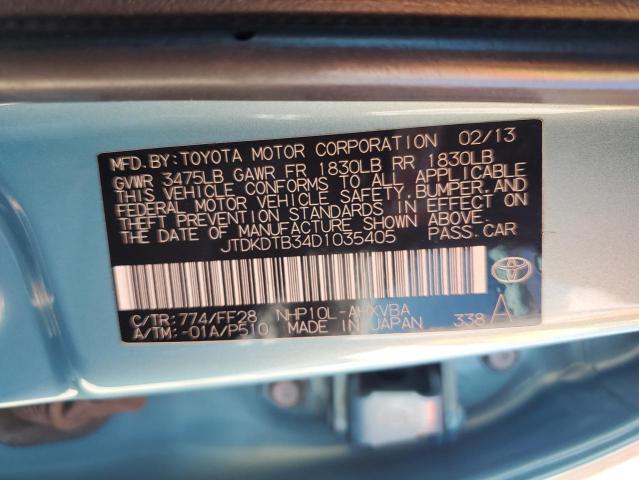 MFD.BY:TOYOTA MOTOR CORPORATION 02/13
GVWR 3475LB GAWR FR 1830LB RR 1830LB
THIS VEHICLE CONFORMS TO ALL APPLICABLE
FEDERAL MOTOR VEHICLE SAFETY, BUMPER, AND
THEFT PREVENTION STANDARDS IN EFFECT ON
THE DATE OF MANUFACTURE SHOWN ABOVE.
JTDKDTB34D1035405 PASS.CAR
C/TR:774/FF28 NHP10L-AHXVBA
A/TM:-01A/P510 MADE IN JAPAN 338 A